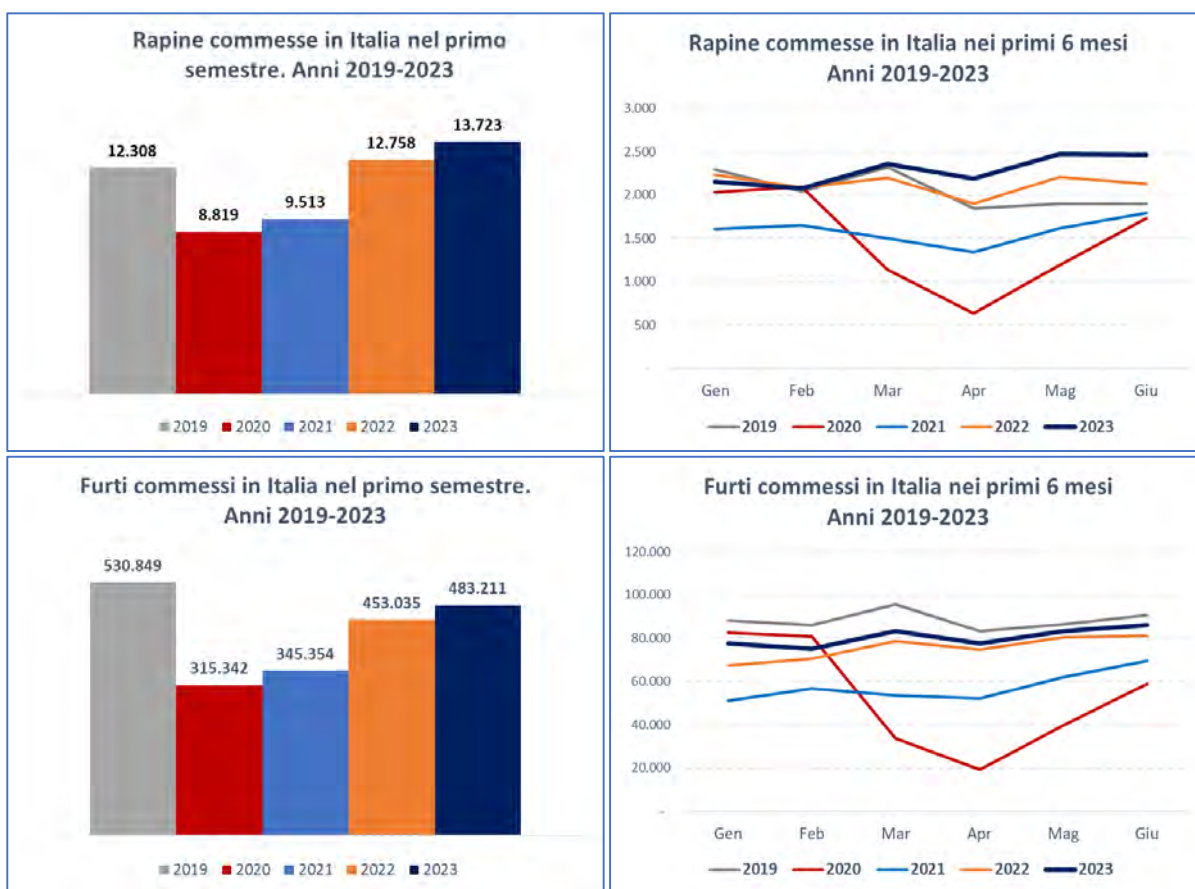 Rapine commesse in Italia nel primo
semestre. Anni 2019-2023
12.308
8.819
9.513
12.758
13.723
2019 2020 2021 2022 2023
Rapine commesse in Italia nei primi 6 mesi
Anni 2019-2023
3.000
2.500
2.000
1.500
1.000
500
-
Gen Feb Mar Apr Mag Giu
2019 2020 2021 2022 2023
Furti commessi in Italia nel primo semestre.
Anni 2019-2023
530.849
315.342
345.354
453.035
483.211
2019 2020 2021 2022 2023
Furti commessi in Italia nei primi 6 mesi
Anni 2019-2023
120.000
100.000
80.000
60.000
40.000
20.000
-
Gen Feb Mar Apr Mag Giu
2019 2020 2021 2022 2023